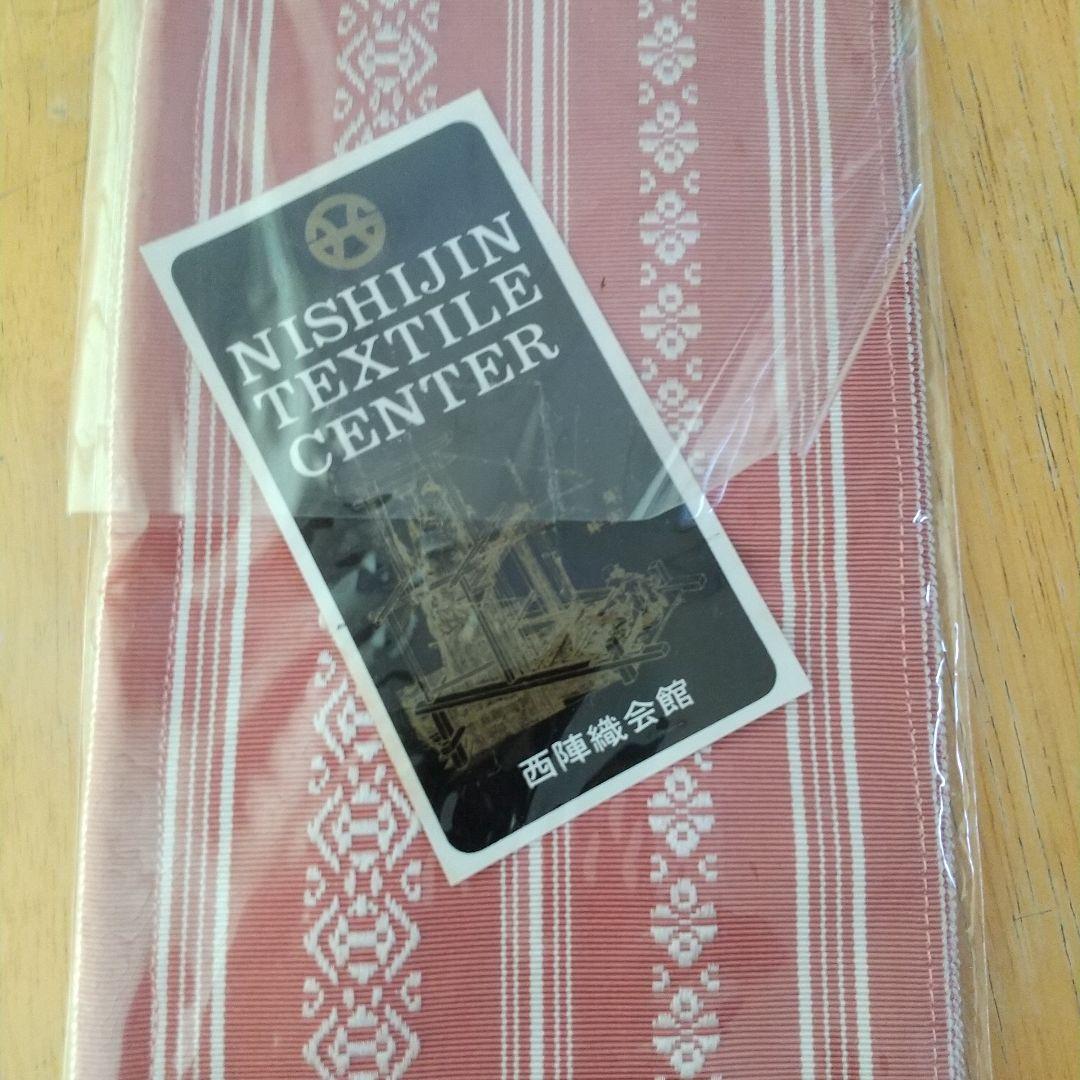 NISHIJIN
TEXTILE
CENTER
西陣織会館